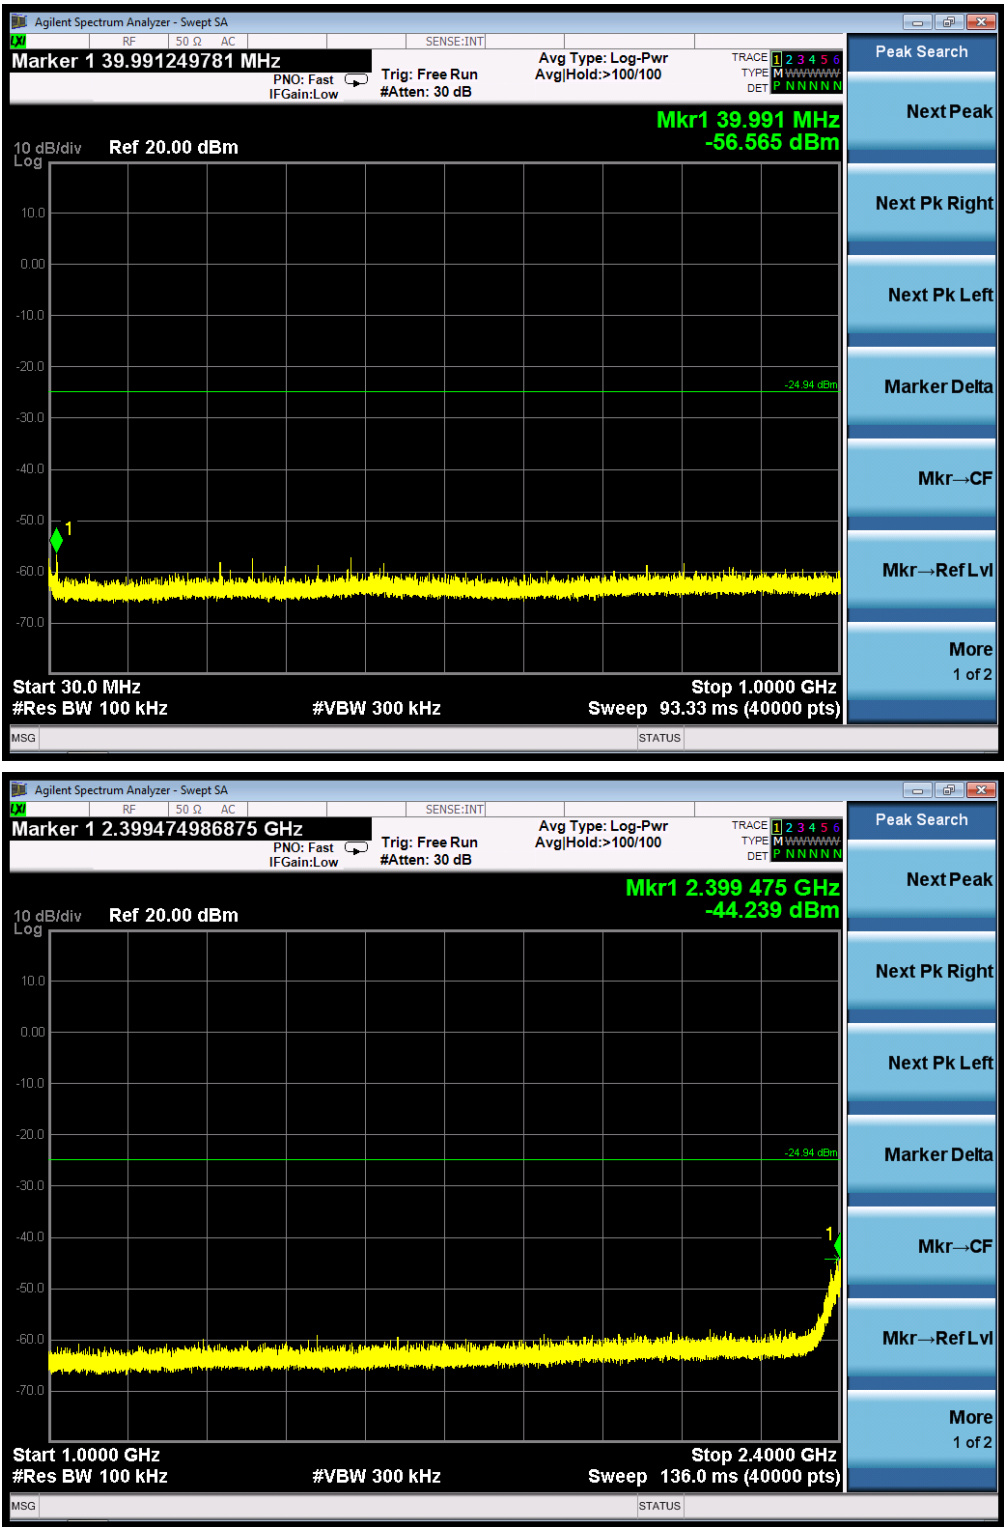 Agilent Spectrum Analyzer - Swept SA
LXI RF 50 Ω AC SENSE:INT
Marker 1 39.991249781 MHz
PNO: Fast
IFGain:Low
Trig: Free Run
#Atten: 30 dB
Avg Type: Log-Pwr
Avg|Hold:>100/100
TRACE 1 2 3 4 5 6
TYPE M WWWWW
DET P N N N N N
Peak Search
Mkr1 39.991 MHz
-56.565 dBm
10 dB/div Ref 20.00 dBm
Log
10.0
0.00
-10.0
-20.0
-24.94 dBm
-30.0
-40.0
-50.0
1
-60.0
-70.0
Start 30.0 MHz Stop 1.0000 GHz
#Res BW 100 kHz #VBW 300 kHz Sweep 93.33 ms (40000 pts)
MSG STATUS
Next Peak
Next Pk Right
Next Pk Left
Marker Delta
Mkr→CF
Mkr→Ref Lvl
More
1 of 2
Agilent Spectrum Analyzer - Swept SA
LXI RF 50 Ω AC SENSE:INT
Marker 1 2.399474986875 GHz
PNO: Fast
IFGain:Low
Trig: Free Run
#Atten: 30 dB
Avg Type: Log-Pwr
Avg|Hold:>100/100
TRACE 1 2 3 4 5 6
TYPE M WWWWW
DET P N N N N N
Peak Search
Mkr1 2.399 475 GHz
-44.239 dBm
10 dB/div Ref 20.00 dBm
Log
10.0
0.00
-10.0
-20.0
-24.94 dBm
-30.0
-40.0
1
-50.0
-60.0
-70.0
Start 1.0000 GHz Stop 2.4000 GHz
#Res BW 100 kHz #VBW 300 kHz Sweep 136.0 ms (40000 pts)
MSG STATUS
Next Peak
Next Pk Right
Next Pk Left
Marker Delta
Mkr→CF
Mkr→Ref Lvl
More
1 of 2